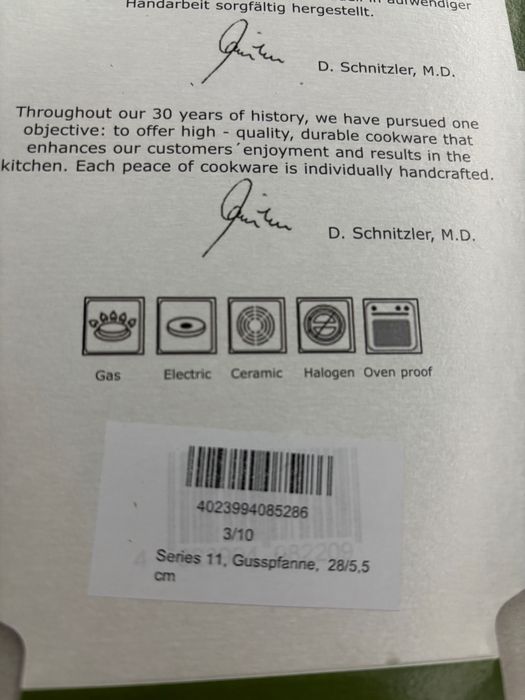 Handarbeit sorgfältig hergestellt.
D. Schnitzler, M.D.
Throughout our 30 years of history, we have pursued one
objective: to offer high - quality, durable cookware that
enhances our customers´enjoyment and results in the
kitchen. Each peace of cookware is individually handcrafted.
D. Schnitzler, M.D.
Gas Electric Ceramic Halogen Oven proof
4023994085286
3/10
Series 11, Gusspfanne, 28/5,5
cm